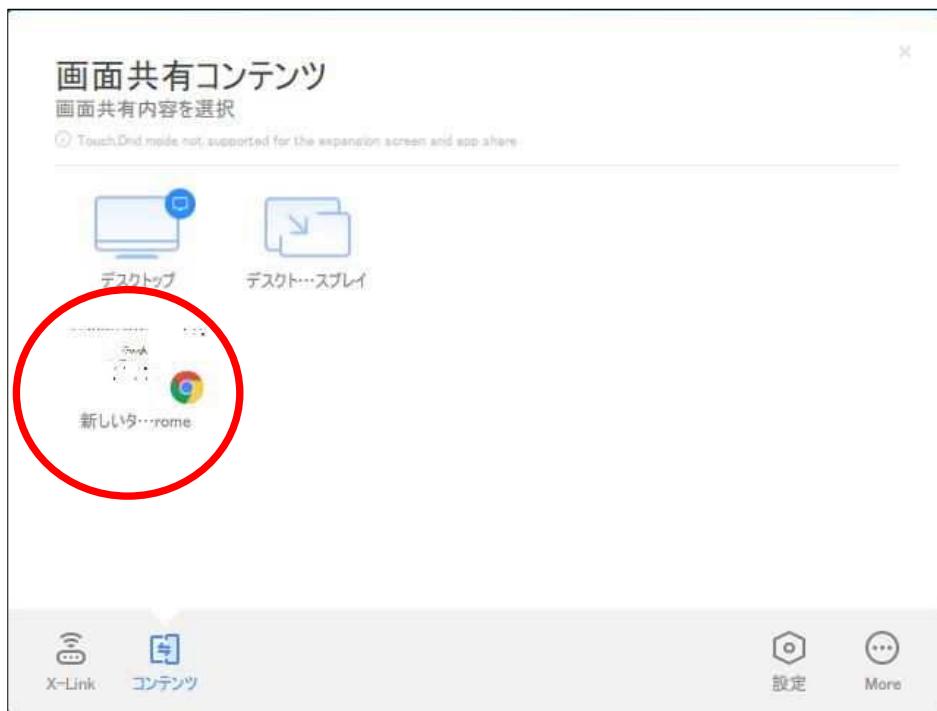 画面共有コンテンツ
画面共有内容を選択
Touch Dnd mode not supported for the expansion screen and app share
デスクトップ
デスクト…スプレイ
新しいタ…rome
X-Link
コンテンツ
設定
More